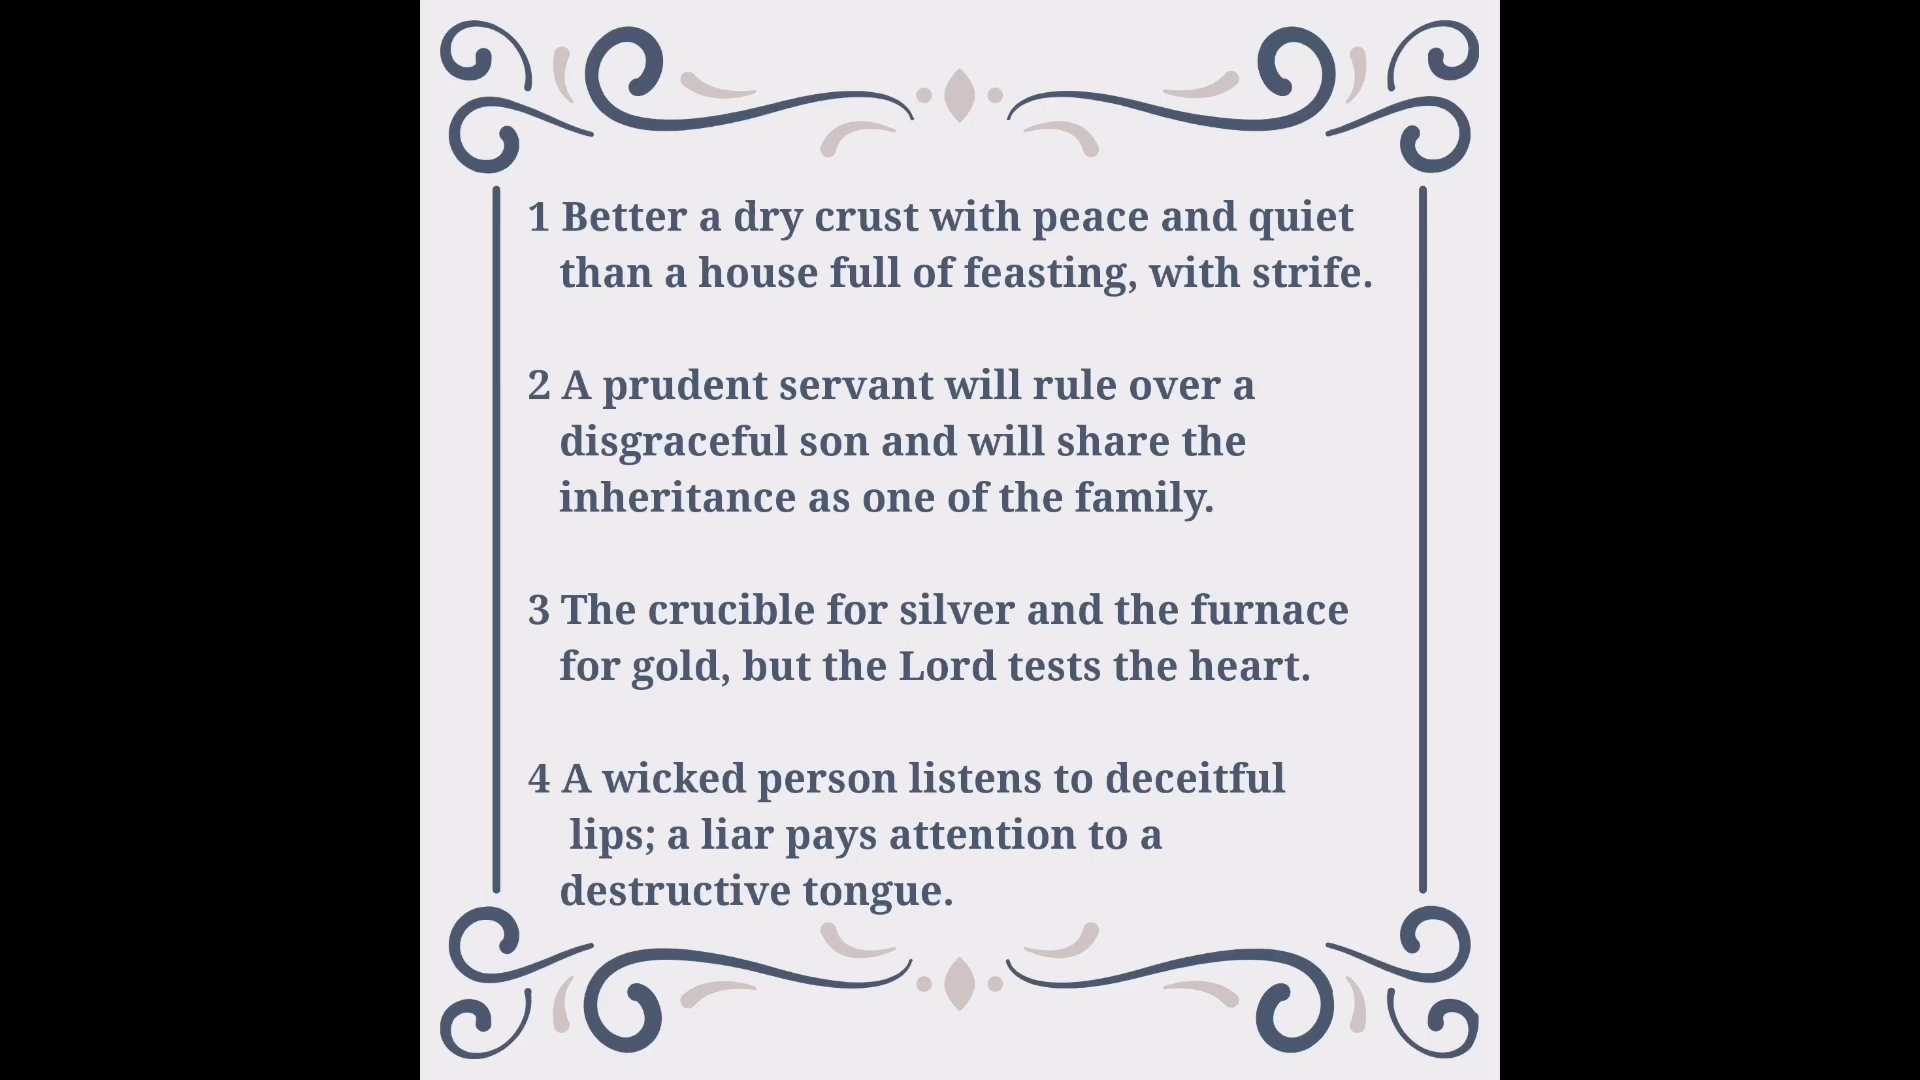 1 Better a dry crust with peace and quiet
than a house full of feasting, with strife.
2 A prudent servant will rule over a
disgraceful son and will share the
inheritance as one of the family.
3 The crucible for silver and the furnace
for gold, but the Lord tests the heart.
4 A wicked person listens to deceitful
lips; a liar pays attention to a
destructive tongue.